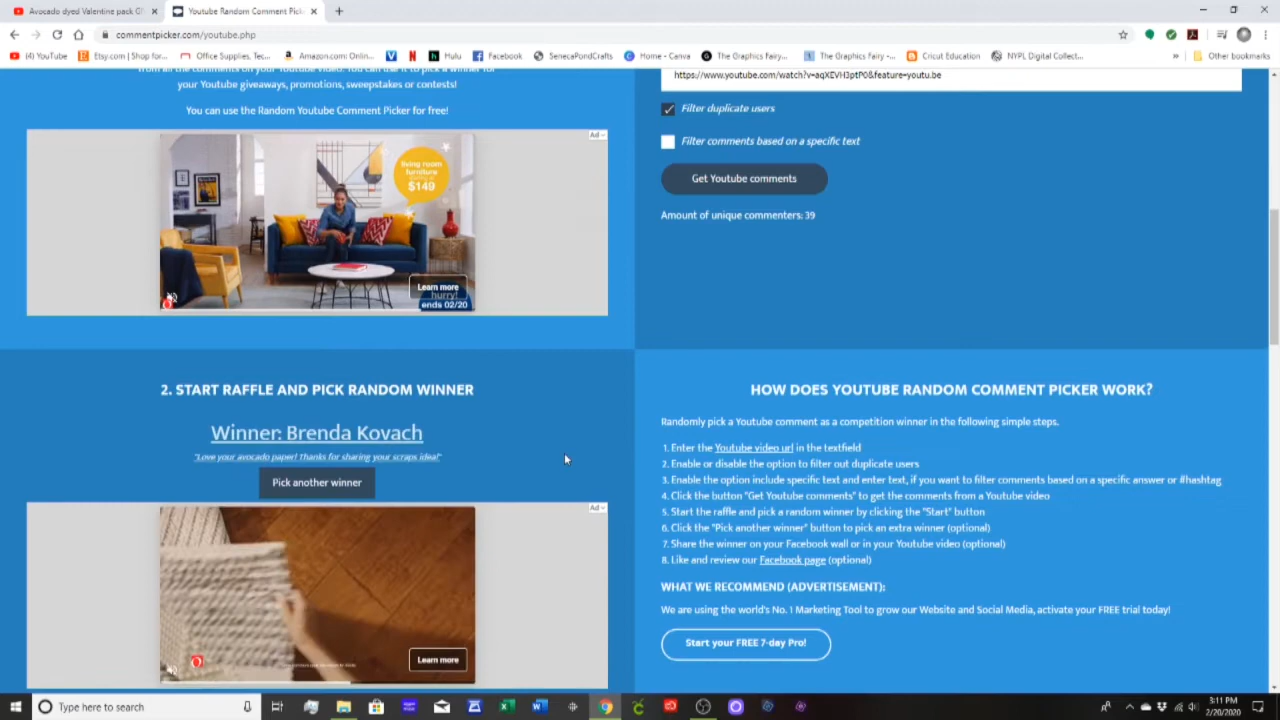 Avocado dyed Valentine pack GI
Youtube Random Comment Pick
commentpicker.com/youtube.php
(4) YouTube
Etsy.com | Shop for...
Office Supplies, Tec...
Amazon.com: Onlin...
Hulu
Facebook
SenecaPondCrafts
Home - Canva
The Graphics Fairy...
The Graphics Fairy -...
Cricut Education
NYPL Digital Collect...
Other bookmarks
your Youtube giveaways, promotions, sweepstakes or contests!
You can use the Random Youtube Comment Picker for free!
Ad
living room
furniture
$149
Learn more
hurry!
ends 02/20
https://www.youtube.com/watch?v=aqXEVH3ptP0&feature=youtu.be
Filter duplicate users
Filter comments based on a specific text
Get Youtube comments
Amount of unique commenters: 39
2. START RAFFLE AND PICK RANDOM WINNER
Winner: Brenda Kovach
"Love your avocado paper! Thanks for sharing your scraps idea!"
Pick another winner
Ad
Learn more
HOW DOES YOUTUBE RANDOM COMMENT PICKER WORK?
Randomly pick a Youtube comment as a competition winner in the following simple steps.
1. Enter the Youtube video url in the textfield
2. Enable or disable the option to filter out duplicate users
3. Enable the option include specific text and enter text, if you want to filter comments based on a specific answer or #hashtag
4. Click the button "Get Youtube comments" to get the comments from a Youtube video
5. Start the raffle and pick a random winner by clicking the "Start" button
6. Click the "Pick another winner" button to pick an extra winner (optional)
7. Share the winner on your Facebook wall or in your Youtube video (optional)
8. Like and review our Facebook page (optional)
WHAT WE RECOMMEND (ADVERTISEMENT):
We are using the world's No. 1 Marketing Tool to grow our Website and Social Media, activate your FREE trial today!
Start your FREE 7-day Pro!
Type here to search
3:11 PM
2/20/2020